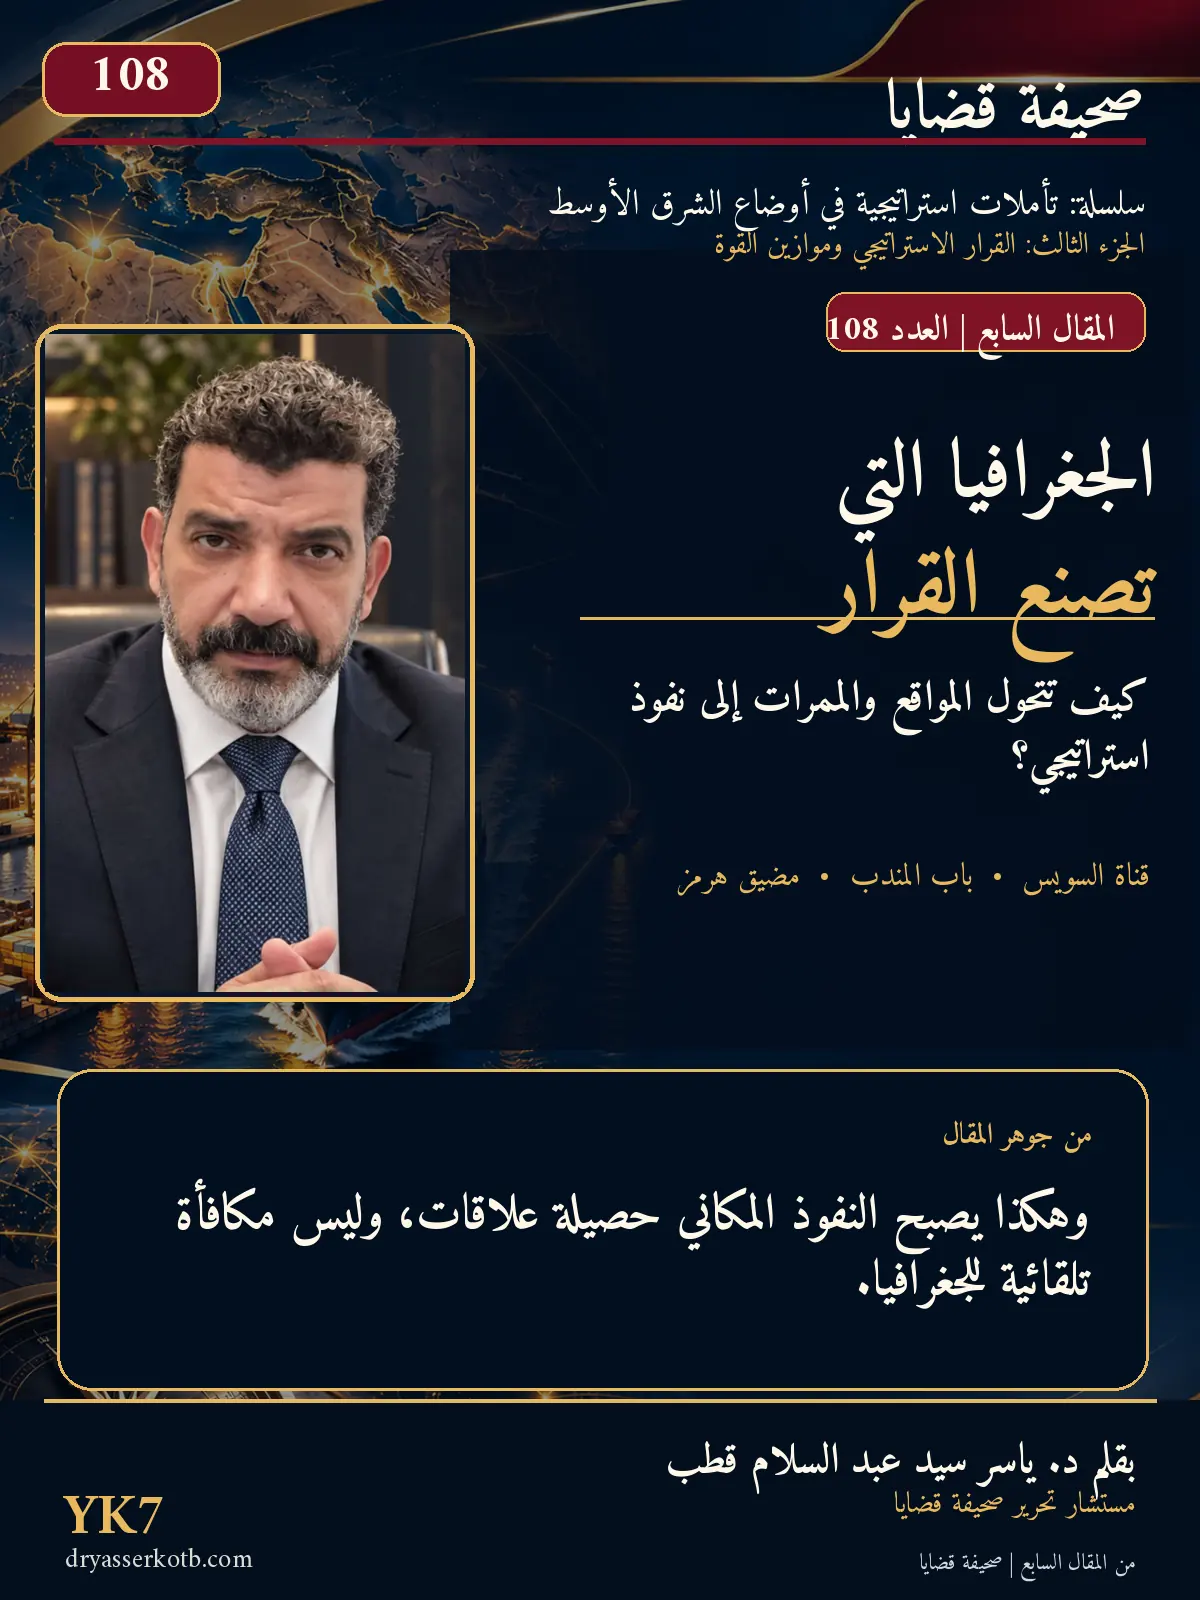 108
صحيفة قضايا
سلسلة: تأملات استراتيجية في أوضاع الشرق الأوسط
الجزء الثالث: القرار الاستراتيجي وموازين القوة
المقال السابع | العدد 108
الجغرافيا التي
تصنع القرار
كيف تتحول المواقع والممرات إلى نفوذ
استراتيجي؟
قناة السويس • باب المندب • مضيق هرمز
من جوهر المقال
وهكذا يصبح النفوذ المكاني حصيلة علاقات، وليس مكافأة
تلقائية للجغرافيا.
بقلم د. ياسر سيد عبد السلام قطب
مستشار تحرير صحيفة قضايا
YK7
dryasserkotb.com
من المقال السابع | صحيفة قضايا